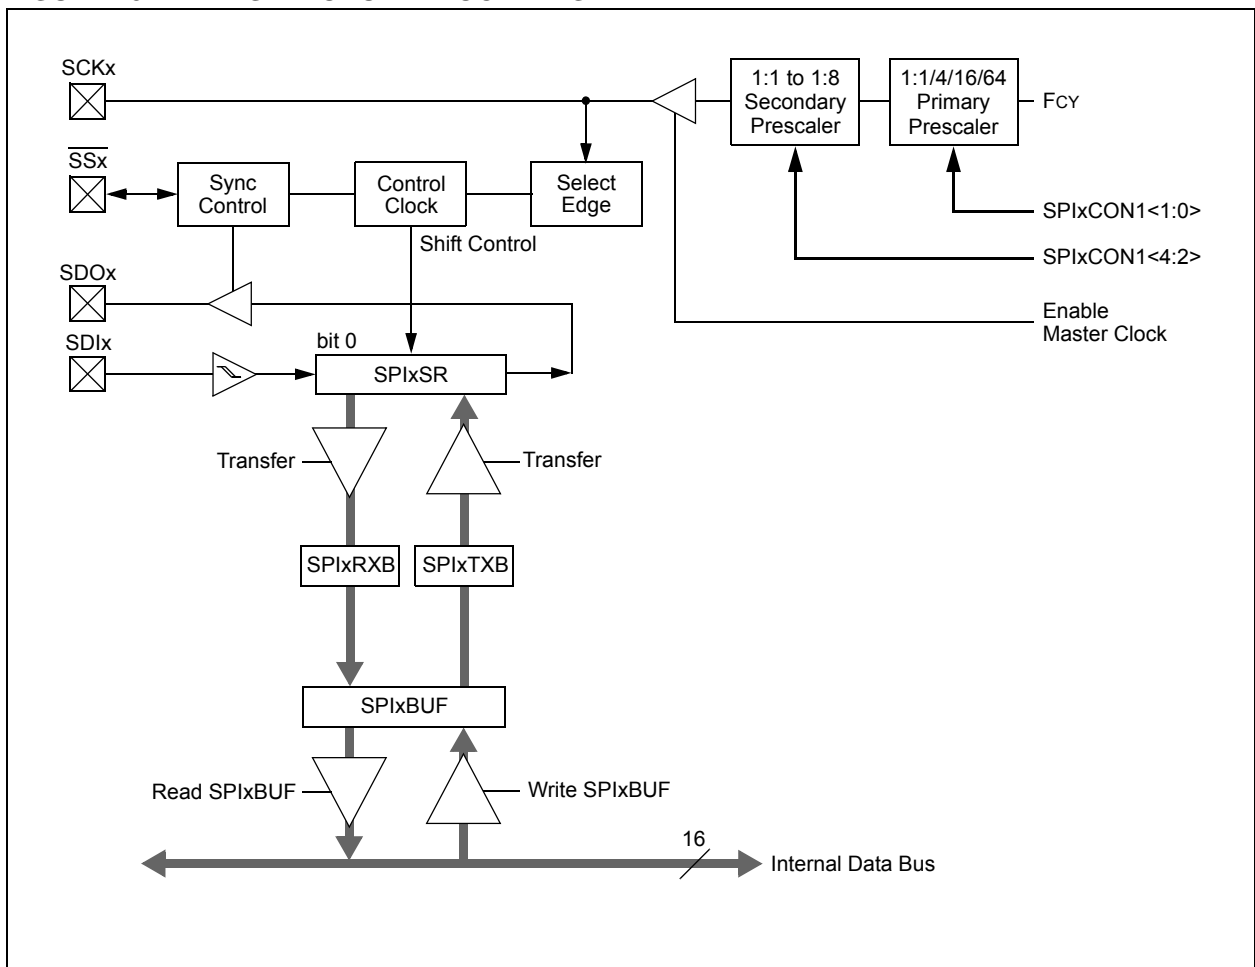 SCKx
1:1 to 1:8
Secondary
Prescaler
1:1/4/16/64
Primary
Prescaler
FCY
SSx
Sync
Control
Control
Clock
Select
Edge
SPIxCON1<1:0>
Shift Control
SPIxCON1<4:2>
SDOx
Enable
Master Clock
SDIx
bit 0
SPIxSR
Transfer
Transfer
SPIxRXB
SPIxTXB
SPIxBUF
Read SPIxBUF
Write SPIxBUF
16
Internal Data Bus